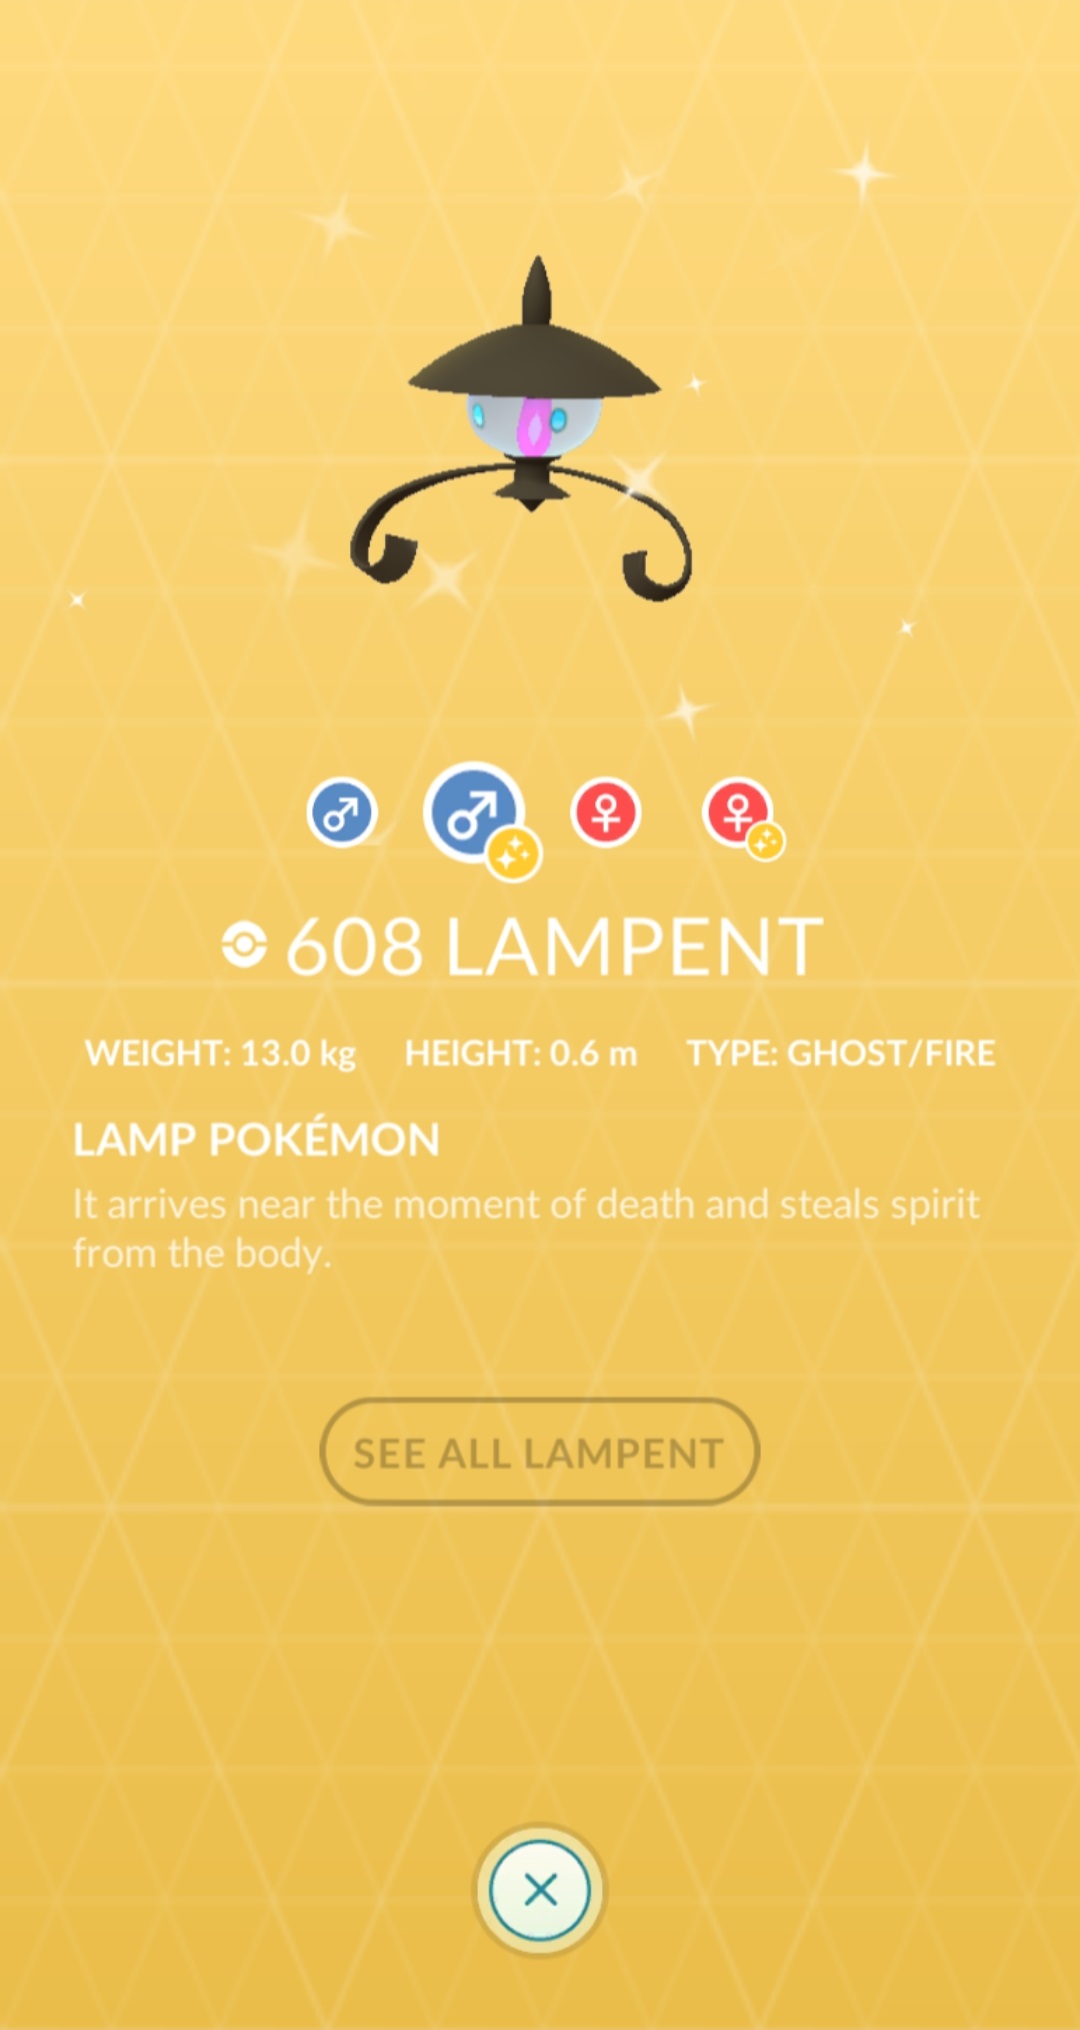 608 LAMPENT
WEIGHT: 13.0 kg HEIGHT: 0.6 m TYPE: GHOST/FIRE
LAMP POKÉMON
It arrives near the moment of death and steals spirit
from the body.
SEE ALL LAMPENT